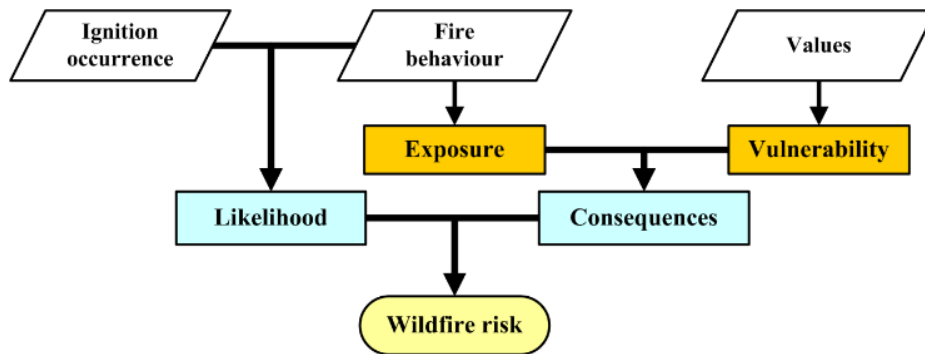 Ignition
occurrence
Fire
behaviour
Values
Exposure
Vulnerability
Likelihood
Consequences
Wildfire risk